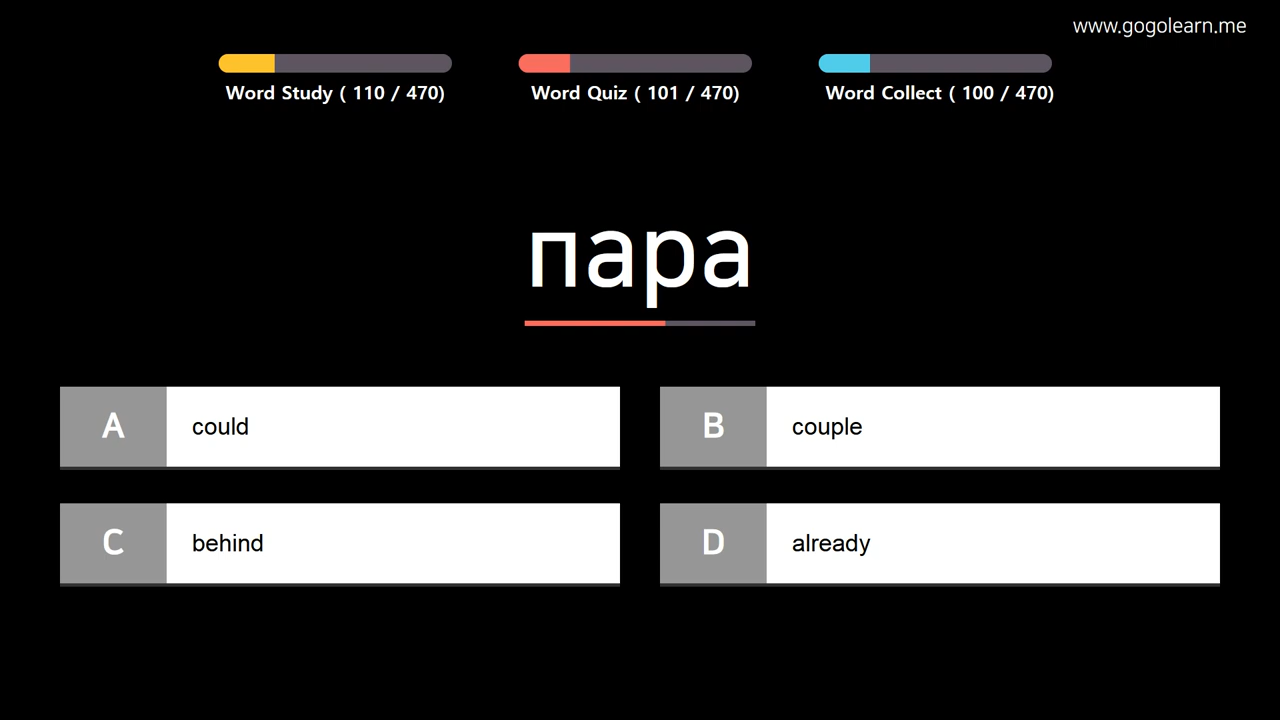 www.gogolearn.me
Word Study ( 110 / 470)
Word Quiz ( 101 / 470)
Word Collect ( 100 / 470)
пара
A could
B couple
C behind
D already